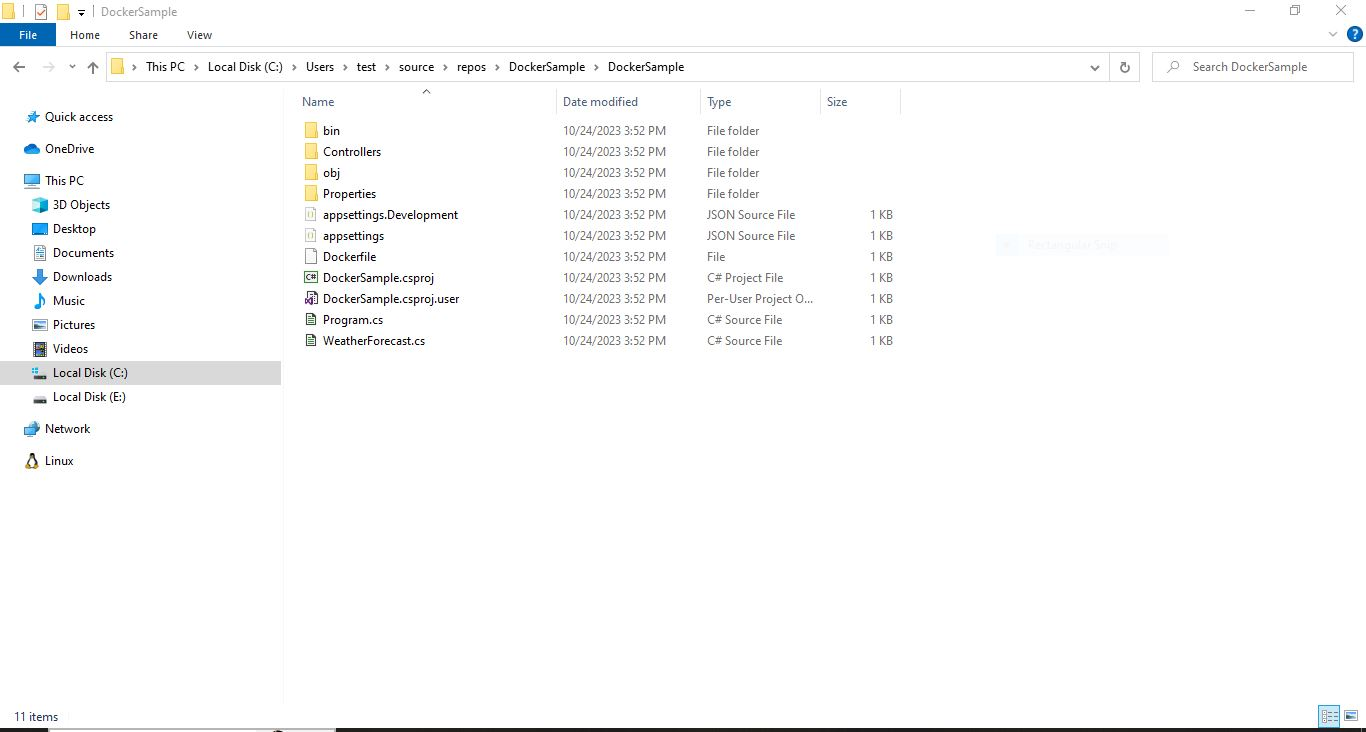 DockerSample
File Home Share View
This PC Local Disk (C:) Users test source repos DockerSample DockerSample
Search DockerSample
Name Date modified Type Size
Quick access
OneDrive
This PC
3D Objects
Desktop
Documents
Downloads
Music
Pictures
Videos
Local Disk (C:)
Local Disk (E:)
Network
Linux
bin 10/24/2023 3:52 PM File folder
Controllers 10/24/2023 3:52 PM File folder
obj 10/24/2023 3:52 PM File folder
Properties 10/24/2023 3:52 PM File folder
appsettings.Development 10/24/2023 3:52 PM JSON Source File 1 KB
appsettings 10/24/2023 3:52 PM JSON Source File 1 KB
Dockerfile 10/24/2023 3:52 PM File 1 KB
DockerSample.csproj 10/24/2023 3:52 PM C# Project File 1 KB
DockerSample.csproj.user 10/24/2023 3:52 PM Per-User Project O... 1 KB
Program.cs 10/24/2023 3:52 PM C# Source File 1 KB
WeatherForecast.cs 10/24/2023 3:52 PM C# Source File 1 KB
Rectangular Snip
11 items